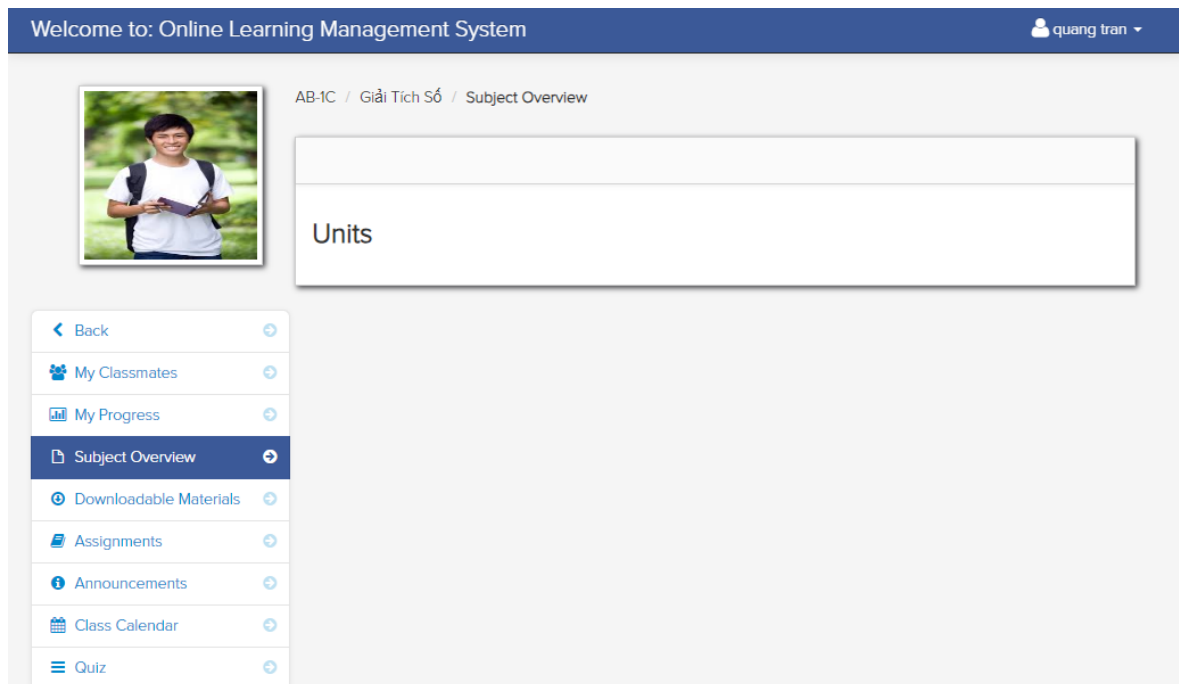 Welcome to: Online Learning Management System
quang tran
AB-1C / Giải Tích Số / Subject Overview
Units
Back
My Classmates
My Progress
Subject Overview
Downloadable Materials
Assignments
Announcements
Class Calendar
Quiz